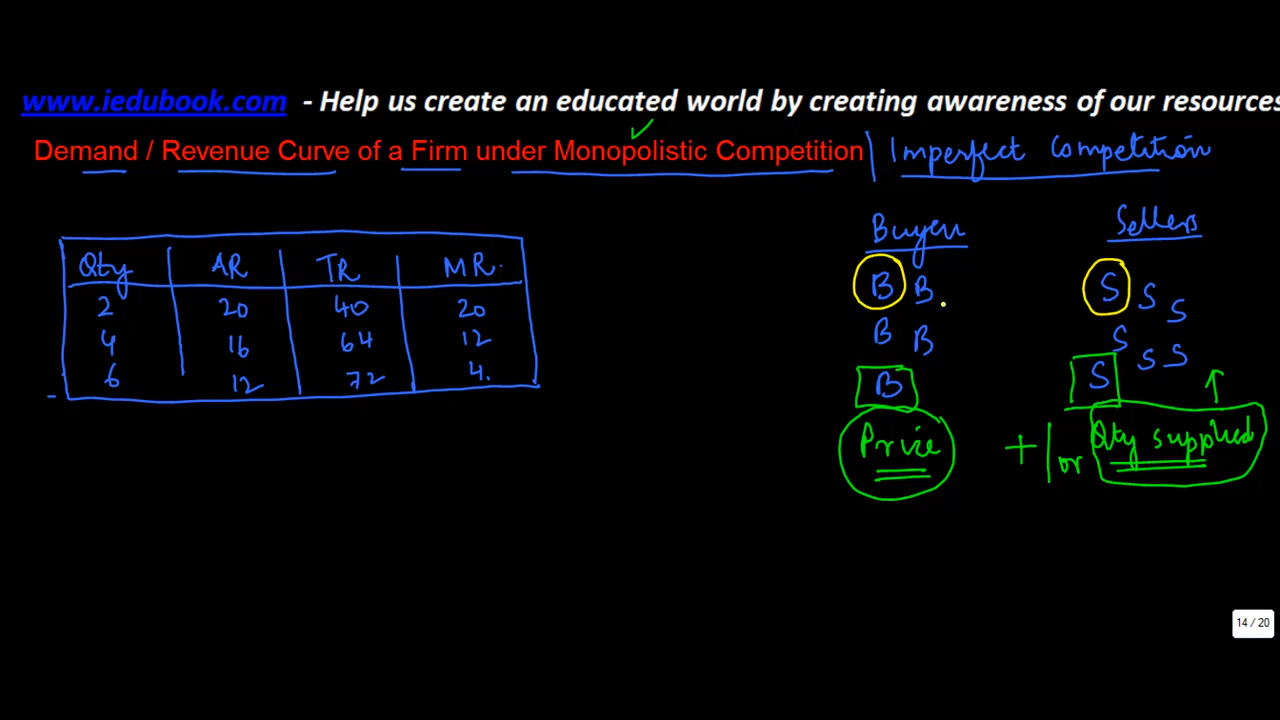 www.iedubook.com - Help us create an educated world by creating awareness of our resources
Demand / Revenue Curve of a Firm under Monopolistic Competition | Imperfect Competition
Buyers Sellers
Qty AR TR MR.
2 20 40 20
4 16 64 12
6 12 72 4.
B B S S S
B B S S S
B S
Price + | or Qty supplied
14 / 20